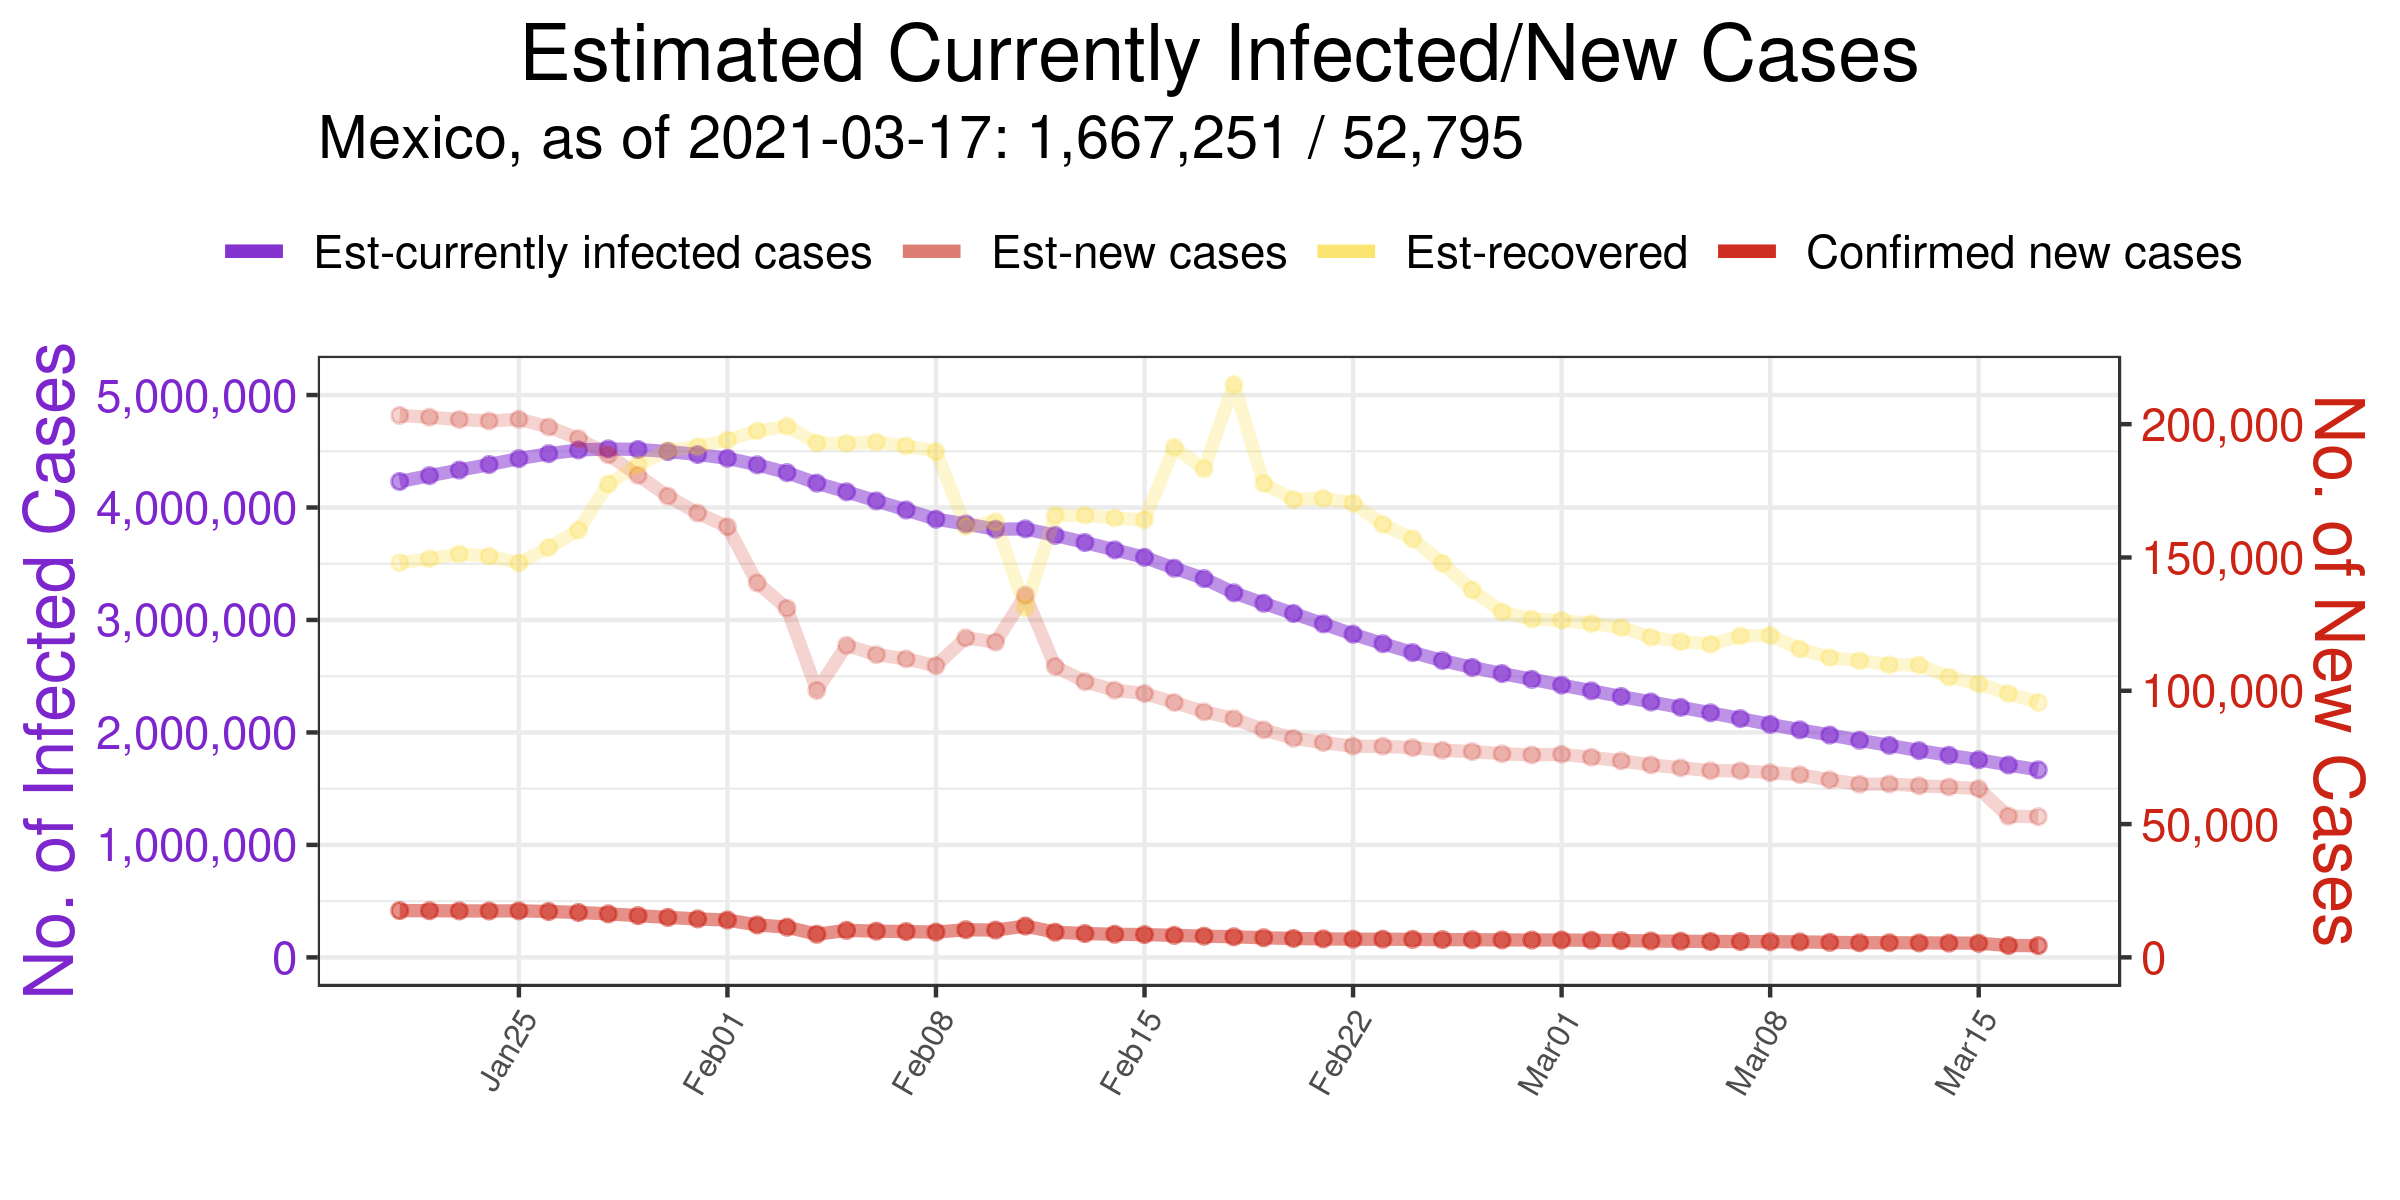 Estimated Currently Infected/New Cases
Mexico, as of 2021-03-17: 1,667,251 / 52,795
Est-currently infected cases Est-new cases Est-recovered Confirmed new cases
No. of Infected Cases
5,000,000
4,000,000
3,000,000
2,000,000
1,000,000
0
200,000
150,000
100,000
50,000
0
No. of New Cases
Jan25 Feb01 Feb08 Feb15 Feb22 Mar01 Mar08 Mar15